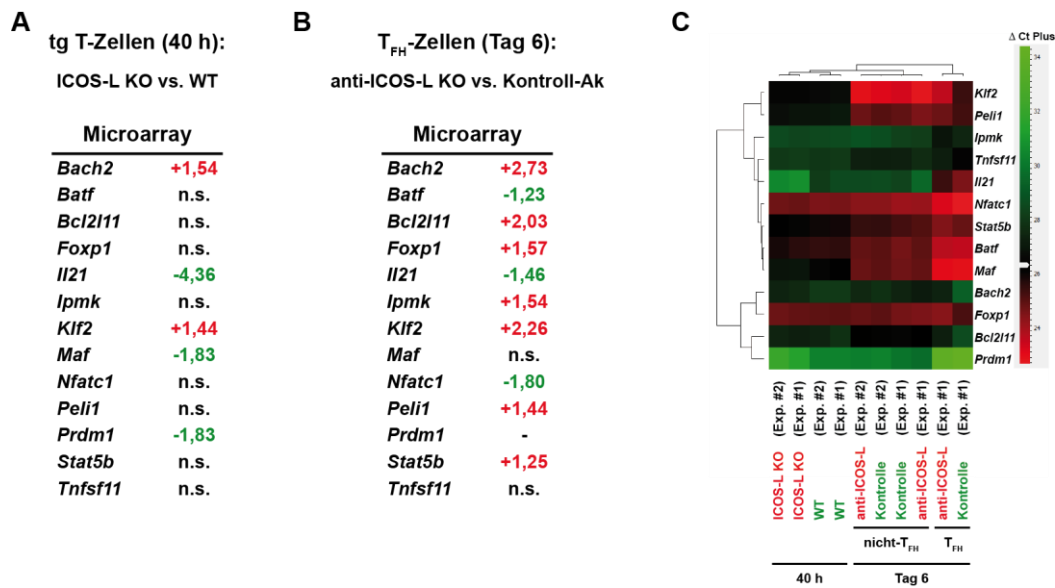 A
tg T-Zellen (40 h):
ICOS-L KO vs. WT
Microarray
Bach2 +1,54
Batf n.s.
Bcl2l11 n.s.
Foxp1 n.s.
Il21 -4,36
Ipmk n.s.
Klf2 +1,44
Maf -1,83
Nfatc1 n.s.
Peli1 n.s.
Prdm1 -1,83
Stat5b n.s.
Tnfsf11 n.s.
B
TFH-Zellen (Tag 6):
anti-ICOS-L KO vs. Kontroll-Ak
Microarray
Bach2 +2,73
Batf -1,23
Bcl2l11 +2,03
Foxp1 +1,57
Il21 -1,46
Ipmk +1,54
Klf2 +2,26
Maf n.s.
Nfatc1 -1,80
Peli1 +1,44
Prdm1 -
Stat5b +1,25
Tnfsf11 n.s.
C
Δ Ct Plus
34
32
30
28
26
24
Klf2
Peli1
Ipmk
Tnfsf11
Il21
Nfatc1
Stat5b
Batf
Maf
Bach2
Foxp1
Bcl2l11
Prdm1
ICOS-L KO (Exp. #2)
ICOS-L KO (Exp. #1)
WT (Exp. #2)
WT (Exp. #1)
anti-ICOS-L (Exp. #2)
Kontrolle (Exp. #2)
Kontrolle (Exp. #1)
anti-ICOS-L (Exp. #1)
anti-ICOS-L (Exp. #1)
Kontrolle (Exp. #1)
nicht-TFH TFH
40 h Tag 6